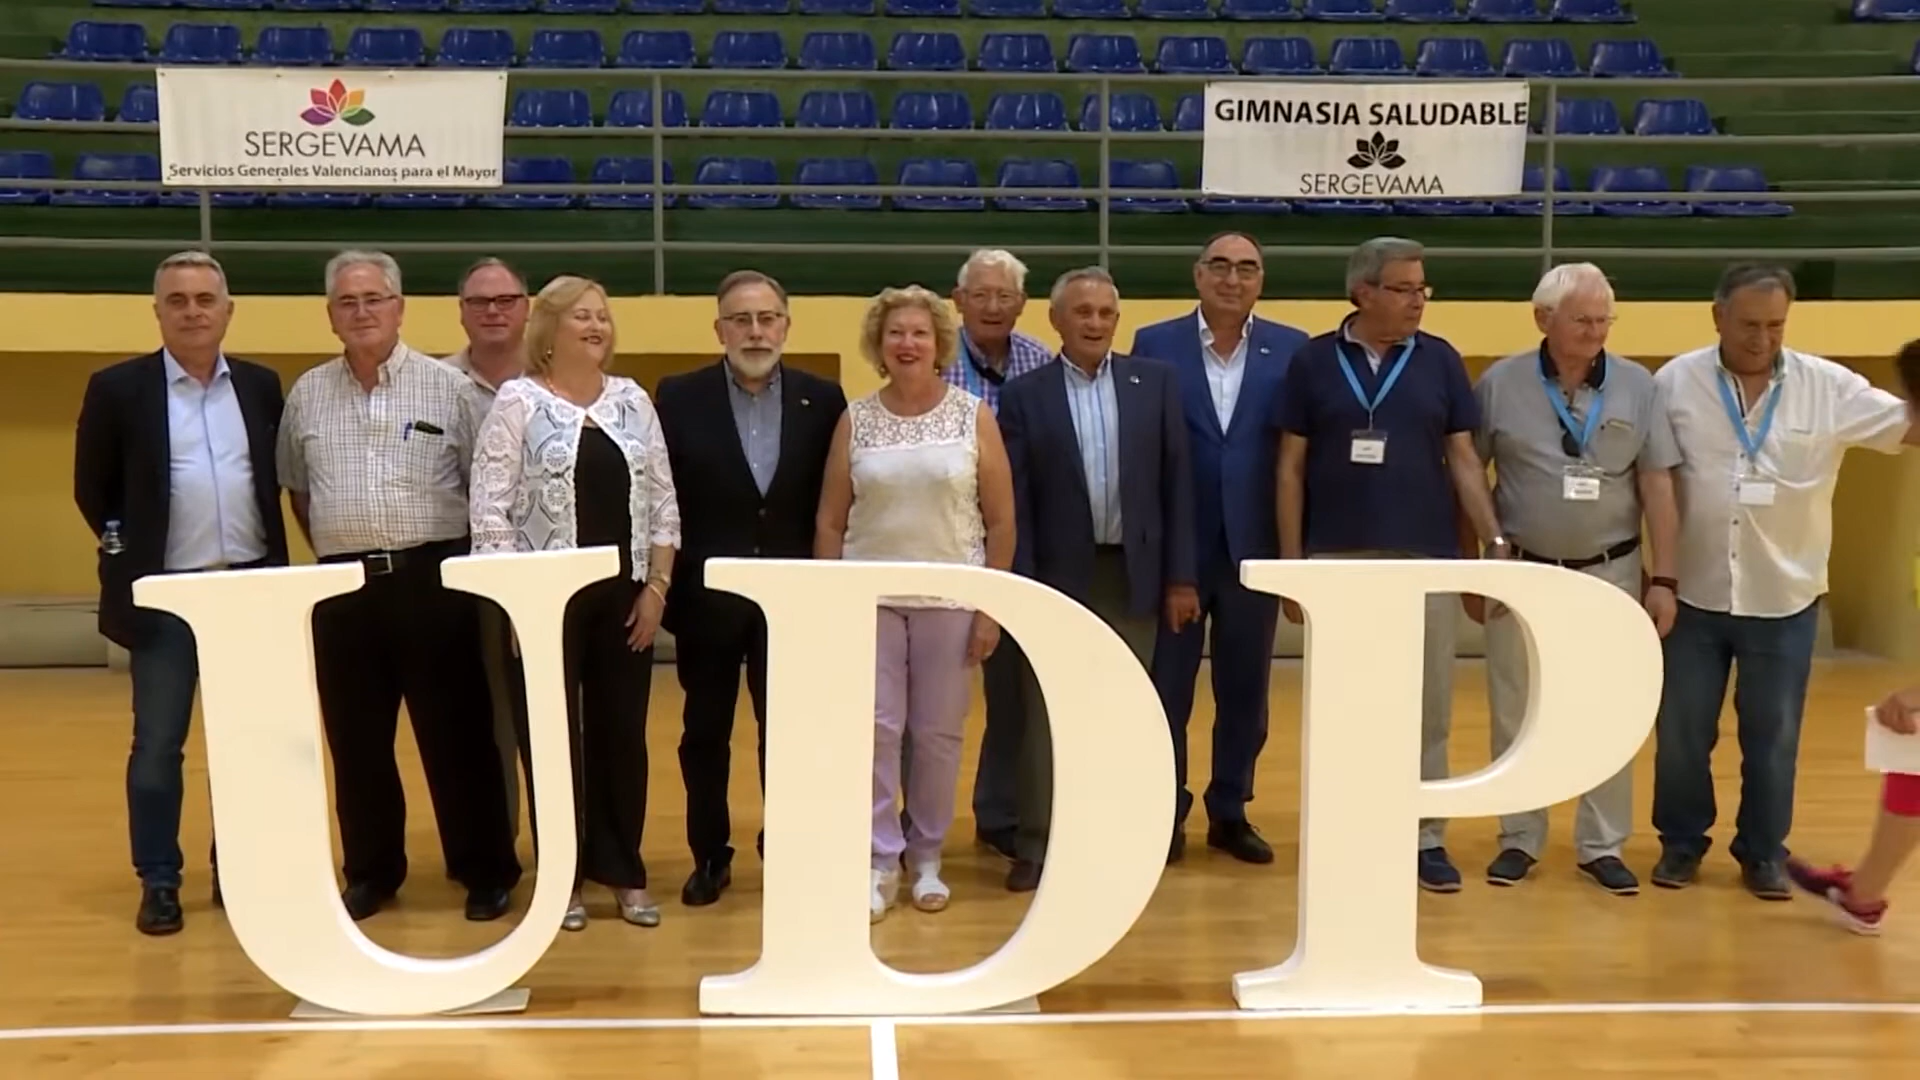 SERGEVAMA
Servicios Generales Valencianos para el Mayor
GIMNASIA SALUDABLE
SERGEVAMA
UDP